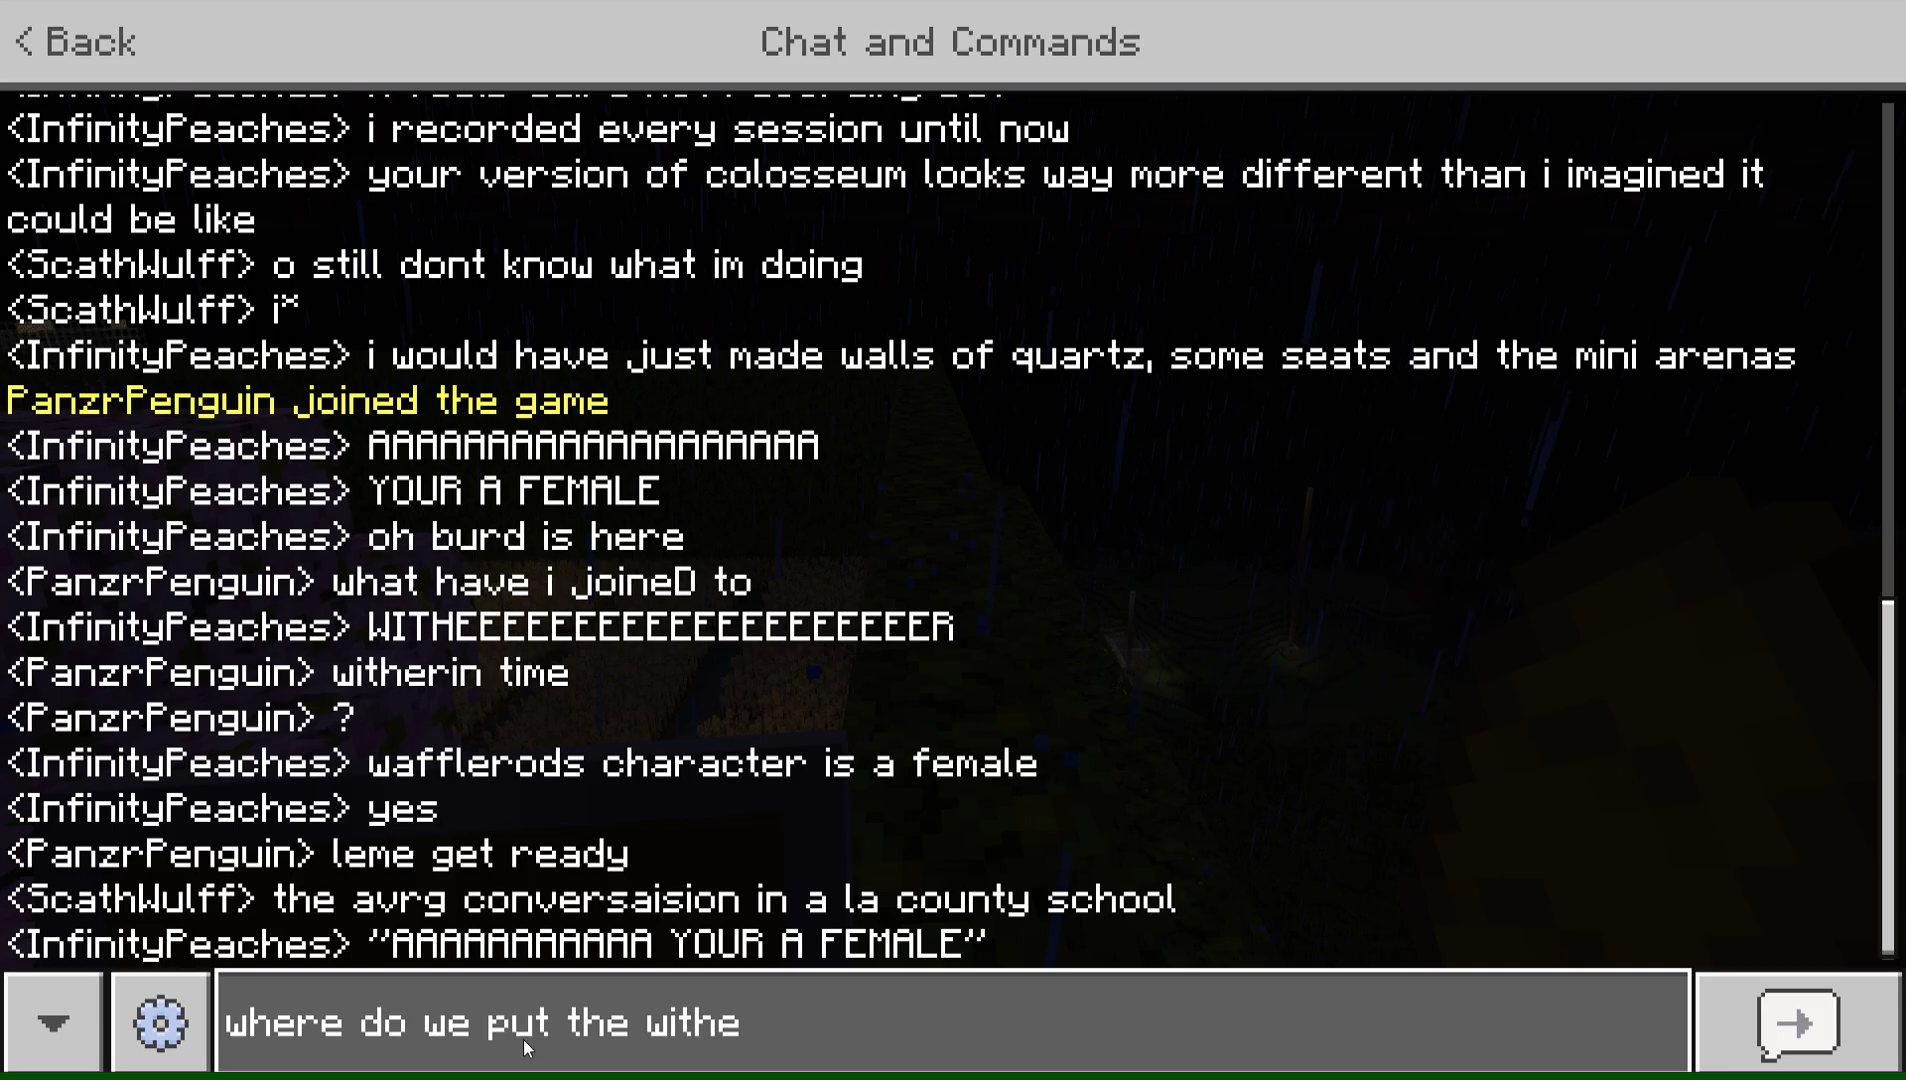 < Back
Chat and Commands
<InfinityPeaches> i recorded every session until now
<InfinityPeaches> your version of colosseum looks way more different than i imagined it
could be like
<ScathWulff> o still dont know what im doing
<ScathWulff> i*
<InfinityPeaches> i would have just made walls of quartz, some seats and the mini arenas
PanzrPenguin joined the game
<InfinityPeaches> AAAAAAAAAAAAAAAAAAA
<InfinityPeaches> YOUR A FEMALE
<InfinityPeaches> oh burd is here
<PanzrPenguin> what have i joineD to
<InfinityPeaches> WITHEEEEEEEEEEEEEEEEEEEER
<PanzrPenguin> witherin time
<PanzrPenguin> ?
<InfinityPeaches> wafflerods character is a female
<InfinityPeaches> yes
<PanzrPenguin> leme get ready
<ScathWulff> the avrg conversaision in a la county school
<InfinityPeaches> "AAAAAAAAAAA YOUR A FEMALE"
where do we put the withe